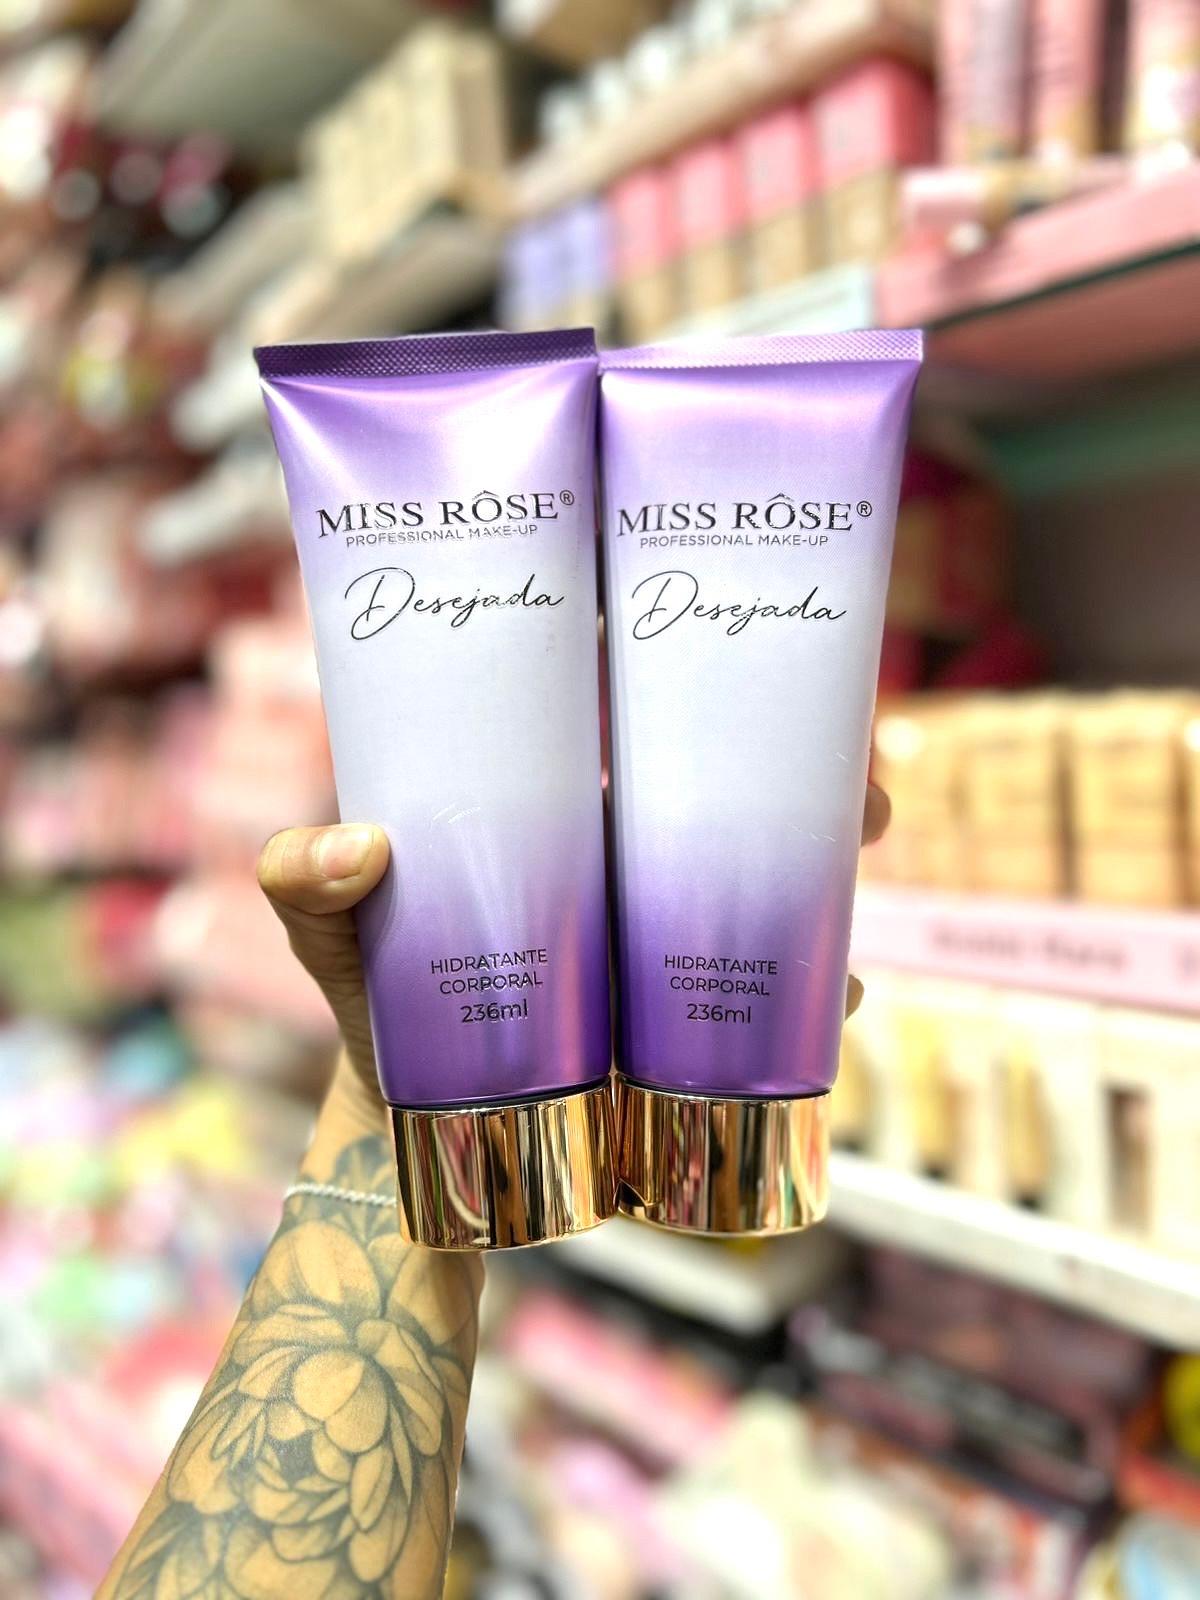 MISS RÔSE®
PROFESSIONAL MAKE-UP
Desejada
HIDRATANTE
CORPORAL
236ml
MISS RÔSE®
PROFESSIONAL MAKE-UP
Desejada
HIDRATANTE
CORPORAL
236ml